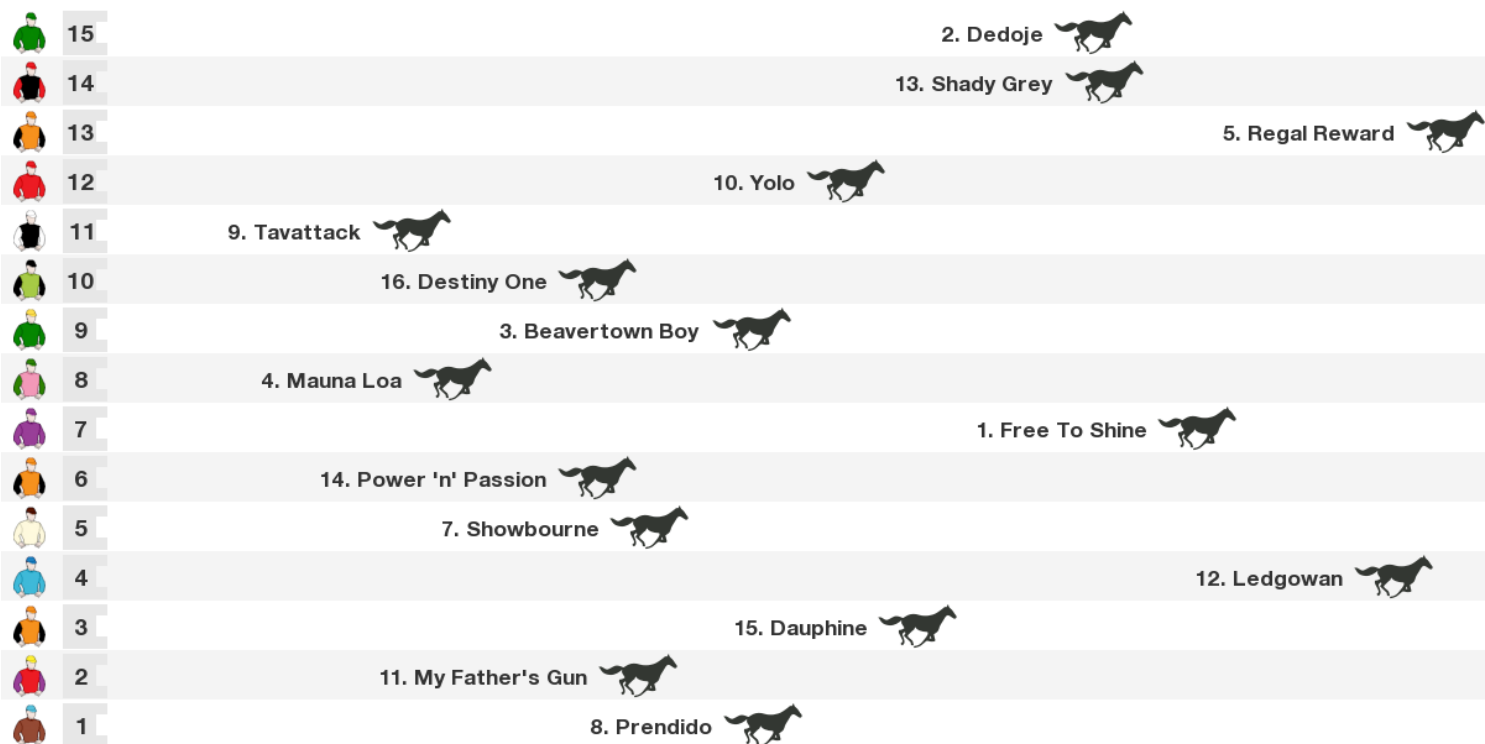 15 2. Dedoje
14 13. Shady Grey
13 5. Regal Reward
12 10. Yolo
11 9. Tavattack
10 16. Destiny One
9 3. Beavertown Boy
8 4. Mauna Loa
7 1. Free To Shine
6 14. Power 'n' Passion
5 7. Showbourne
4 12. Ledgowan
3 15. Dauphine
2 11. My Father's Gun
1 8. Prendido